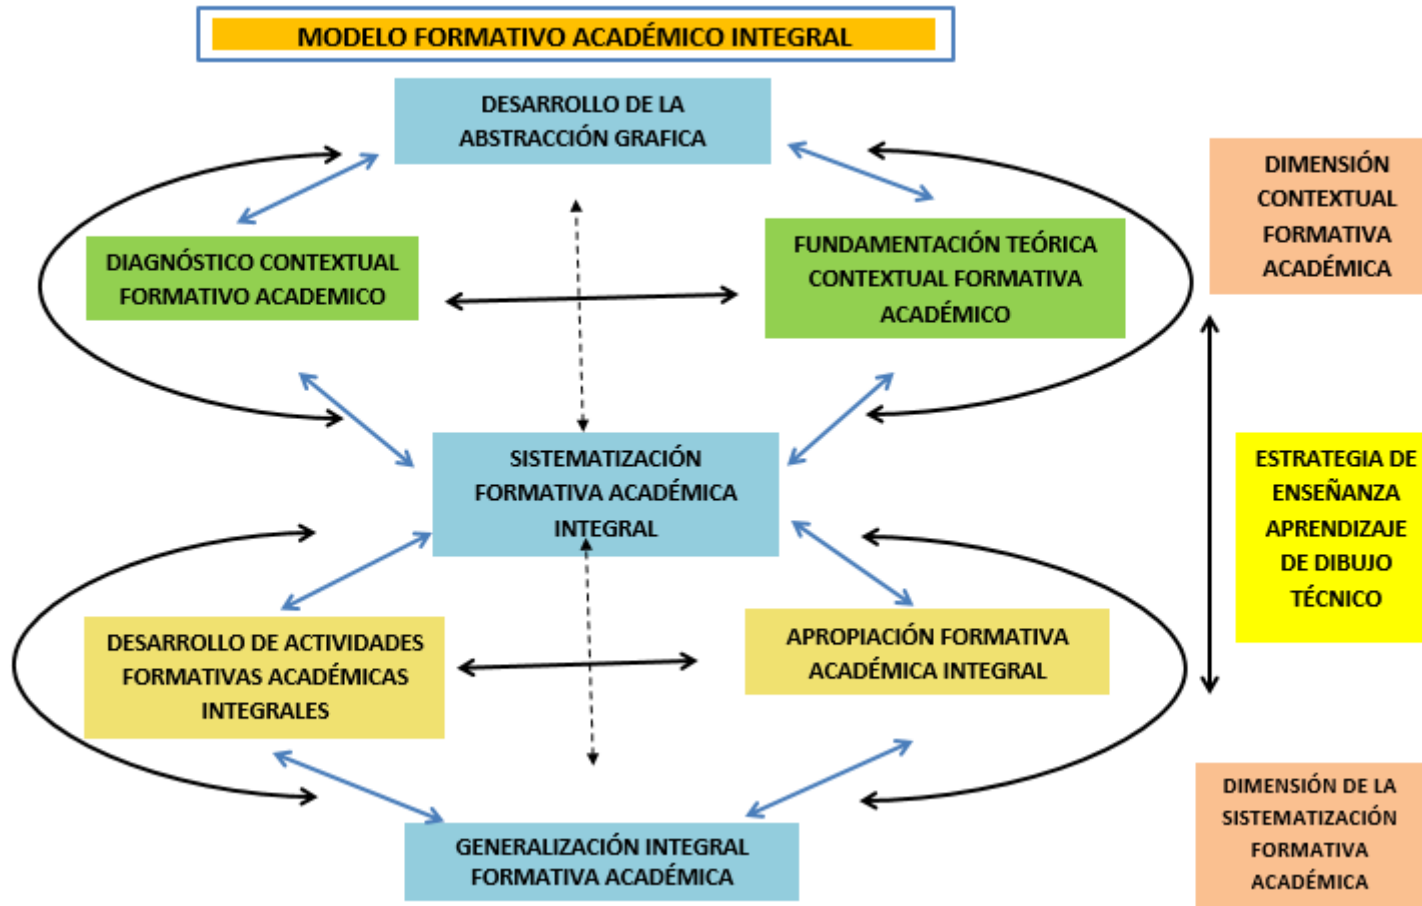 MODELO FORMATIVO ACADÉMICO INTEGRAL
DESARROLLO DE LA
ABSTRACCIÓN GRAFICA
DIMENSIÓN
CONTEXTUAL
FORMATIVA
ACADÉMICA
DIAGNÓSTICO CONTEXTUAL
FORMATIVO ACADEMICO
FUNDAMENTACIÓN TEÓRICA
CONTEXTUAL FORMATIVA
ACADÉMICO
SISTEMATIZACIÓN
FORMATIVA ACADÉMICA
INTEGRAL
ESTRATEGIA DE
ENSEÑANZA
APRENDIZAJE
DE DIBUJO
TÉCNICO
DESARROLLO DE ACTIVIDADES
FORMATIVAS ACADÉMICAS
INTEGRALES
APROPIACIÓN FORMATIVA
ACADÉMICA INTEGRAL
DIMENSIÓN DE LA
SISTEMATIZACIÓN
FORMATIVA
ACADÉMICA
GENERALIZACIÓN INTEGRAL
FORMATIVA ACADÉMICA